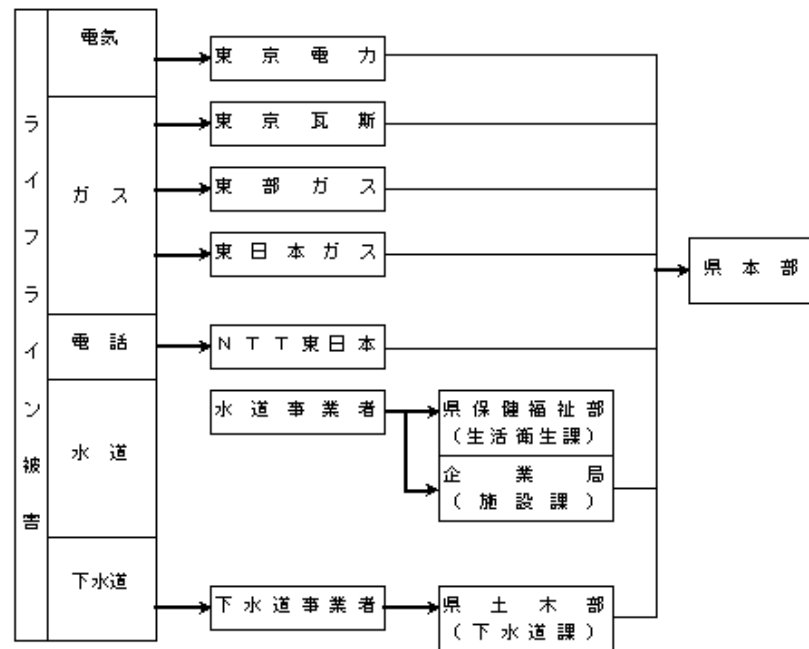 ライフライン被害
電気
東京電力
ガス
東京瓦斯
東部ガス
東日本ガス
県本部
電話
NTT東日本
水道
水道事業者
県保健福祉部
(生活衛生課)
企業局
(施設課)
下水道
下水道事業者
県土木部
(下水道課)